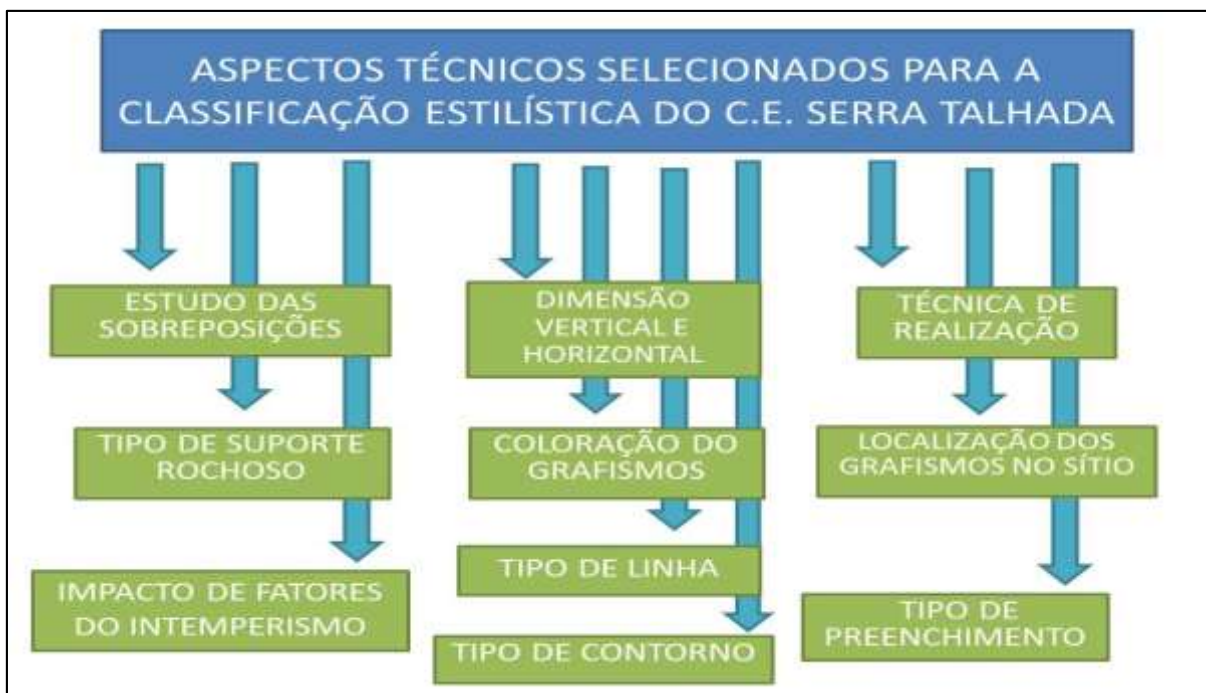 ASPECTOS TÉCNICOS SELECIONADOS PARA A
CLASSIFICAÇÃO ESTILÍSTICA DO C.E. SERRA TALHADA
ESTUDO DAS
SOBREPOSIÇÕES
TIPO DE SUPORTE
ROCHOSO
IMPACTO DE FATORES
DO INTEMPERISMO
DIMENSÃO
VERTICAL E
HORIZONTAL
COLORAÇÃO DO
GRAFISMOS
TIPO DE LINHA
TIPO DE CONTORNO
TÉCNICA DE
REALIZAÇÃO
LOCALIZAÇÃO DOS
GRAFISMOS NO SÍTIO
TIPO DE
PREENCHIMENTO